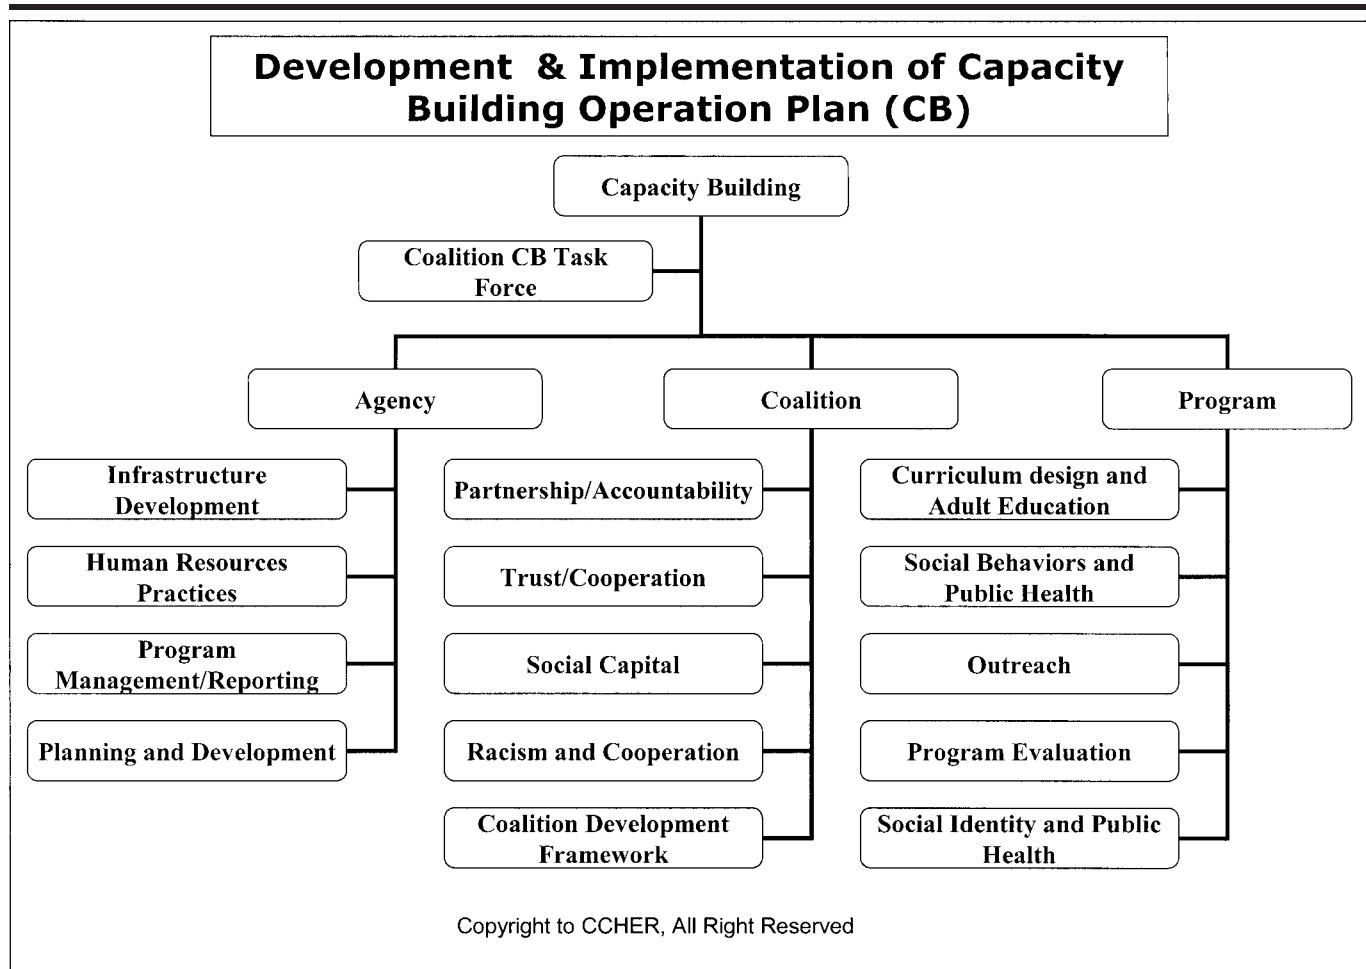 Development & Implementation of Capacity
Building Operation Plan (CB)
Capacity Building
Coalition CB Task
Force
Agency
Coalition
Program
Infrastructure
Development
Human Resources
Practices
Program
Management/Reporting
Planning and Development
Partnership/Accountability
Trust/Cooperation
Social Capital
Racism and Cooperation
Coalition Development
Framework
Curriculum design and
Adult Education
Social Behaviors and
Public Health
Outreach
Program Evaluation
Social Identity and Public
Health
Copyright to CCHER, All Right Reserved